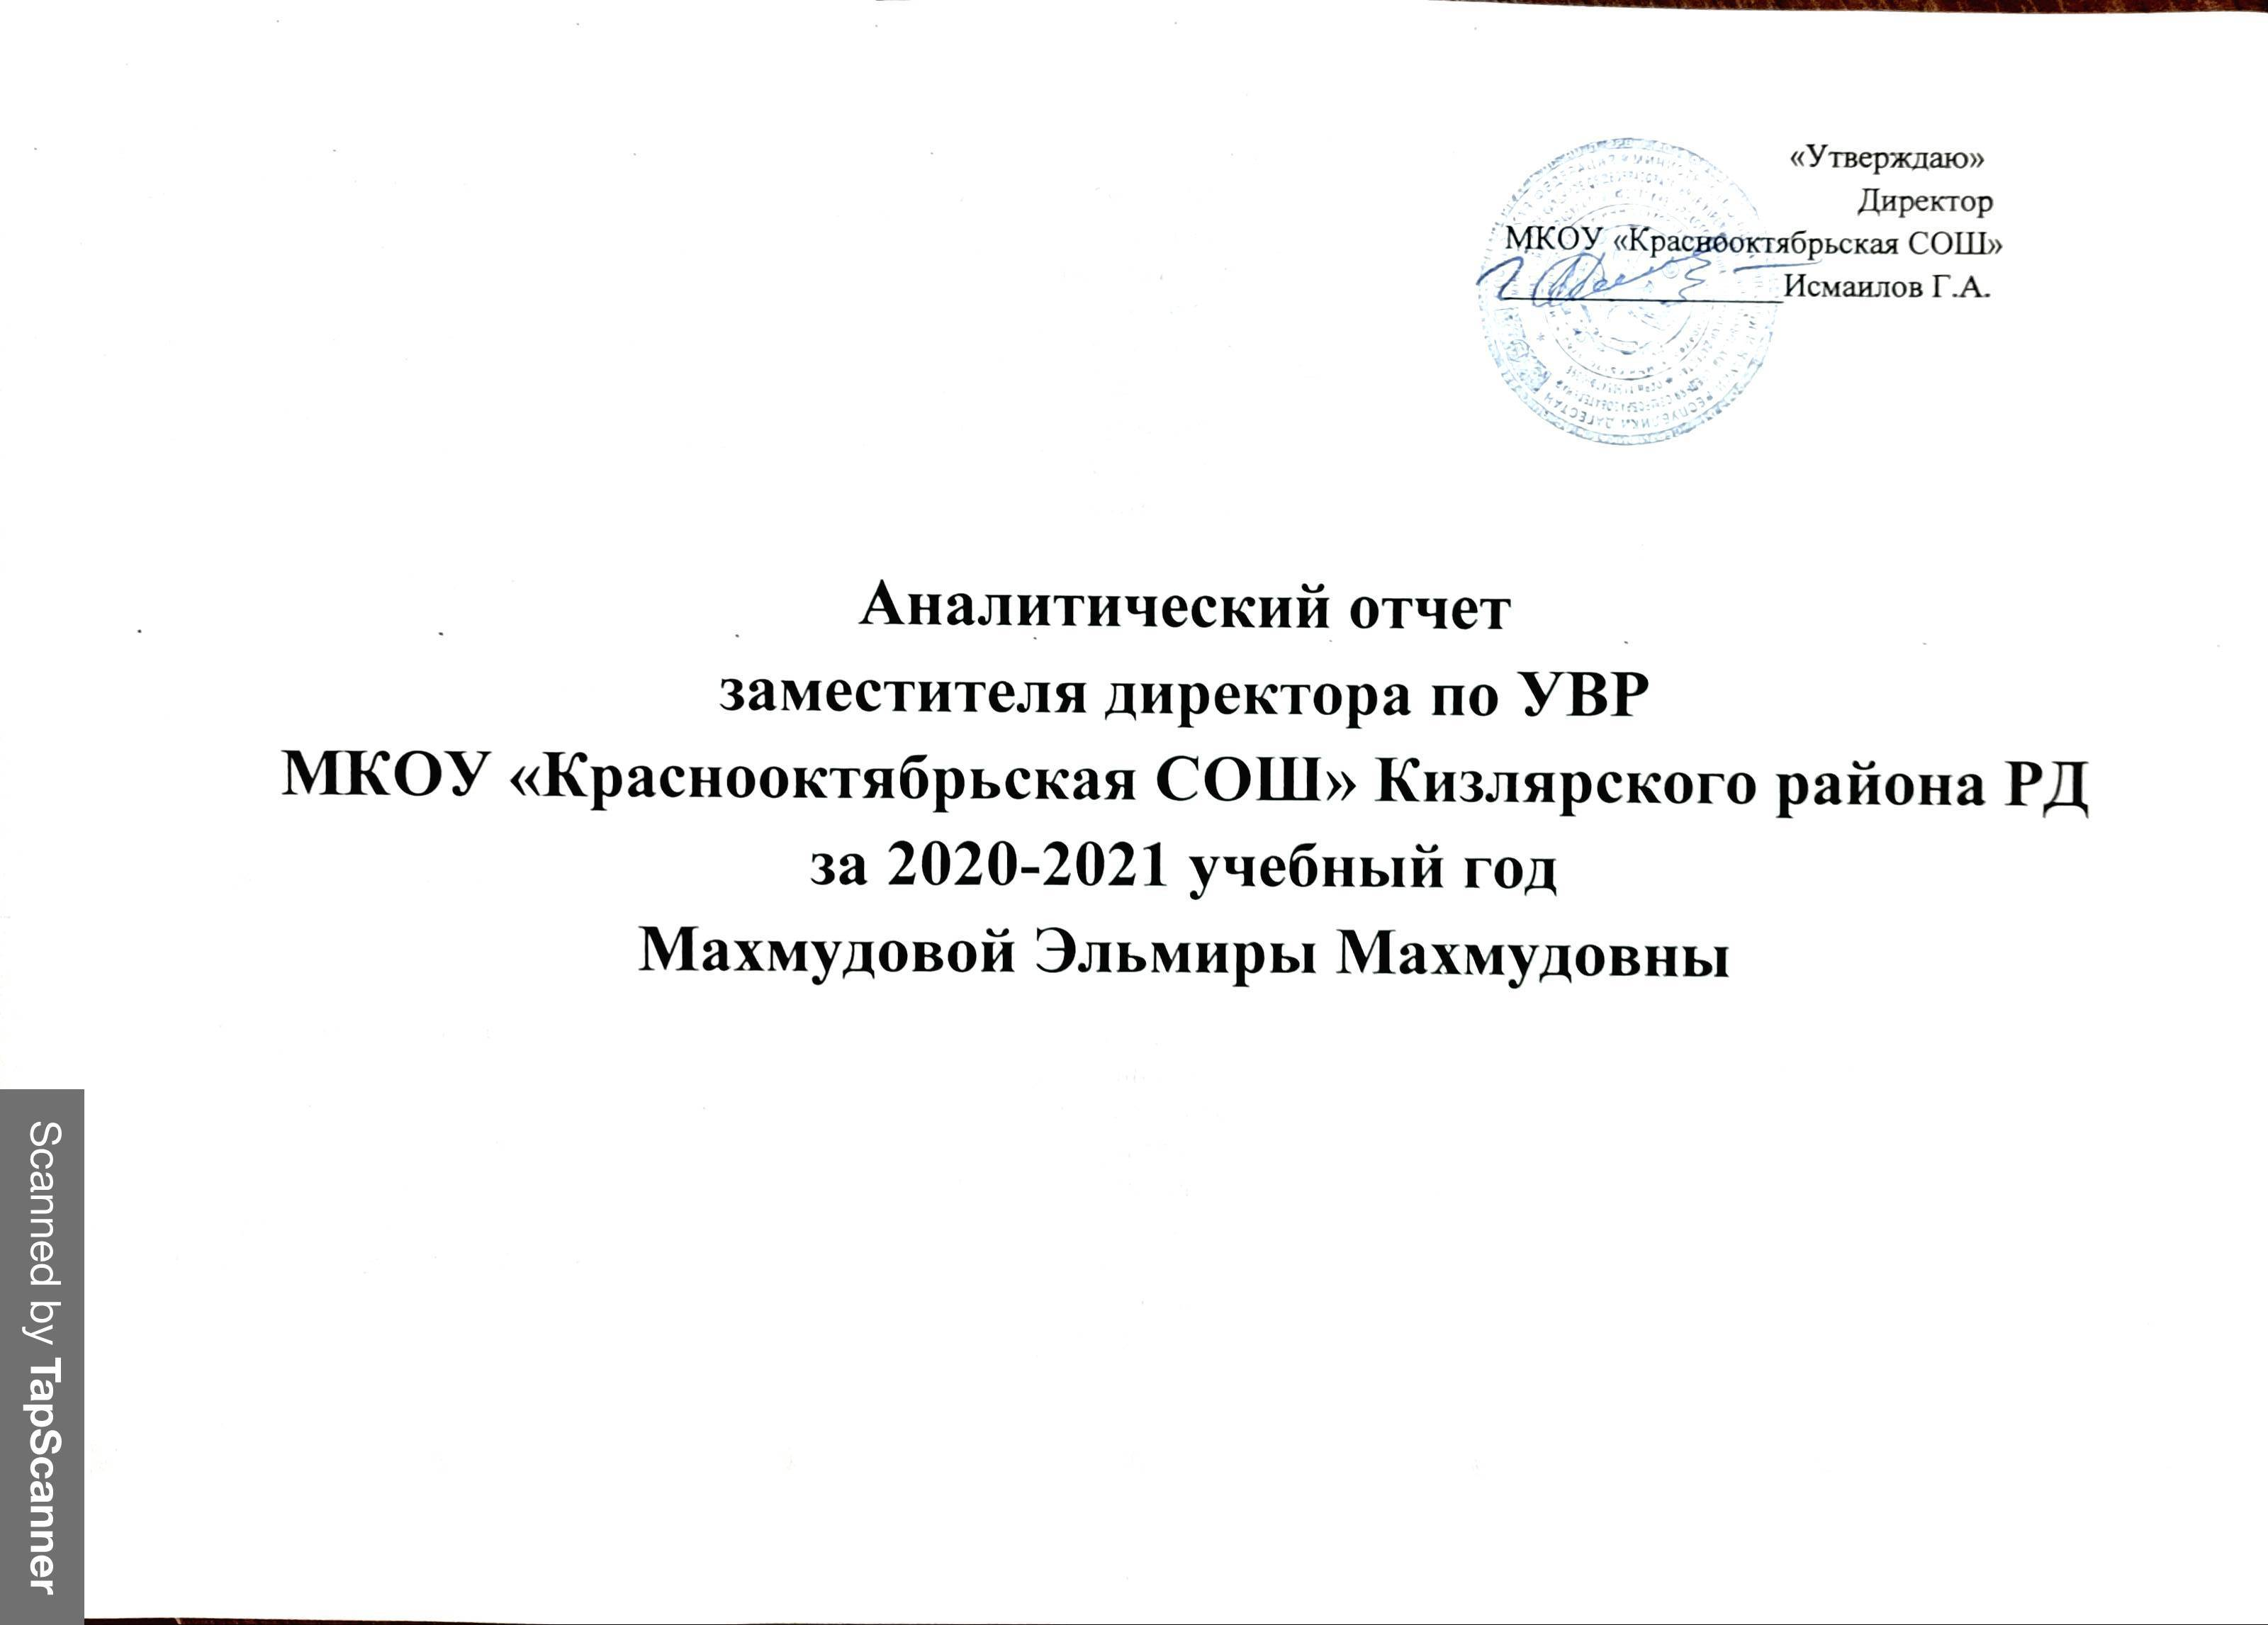 «Утверждаю»
Директор
МКОУ «Краснооктябрьская СОШ»
Исмаилов Г.А.
Аналитический отчет
заместителя директора по УВР
МКОУ «Краснооктябрьская СОШ» Кизлярского района РД
за 2020-2021 учебный год
Махмудовой Эльмиры Махмудовны
Scanned by TapScanner